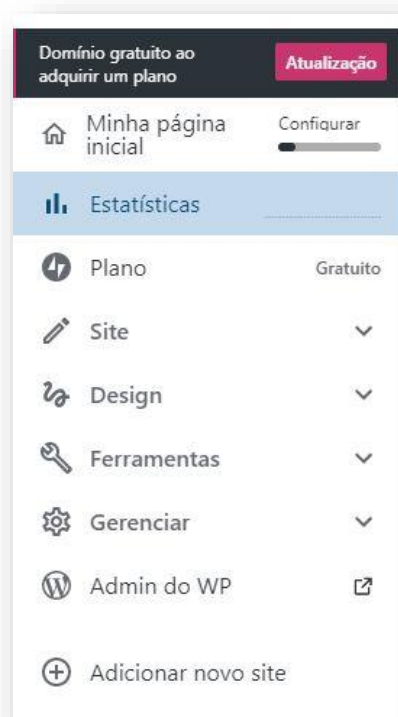 Domínio gratuito ao
adquirir um plano
Atualização
Minha página
inicial
Configurar
Estatísticas
Plano
Gratuito
Site
Design
Ferramentas
Gerenciar
Admin do WP
Adicionar novo site